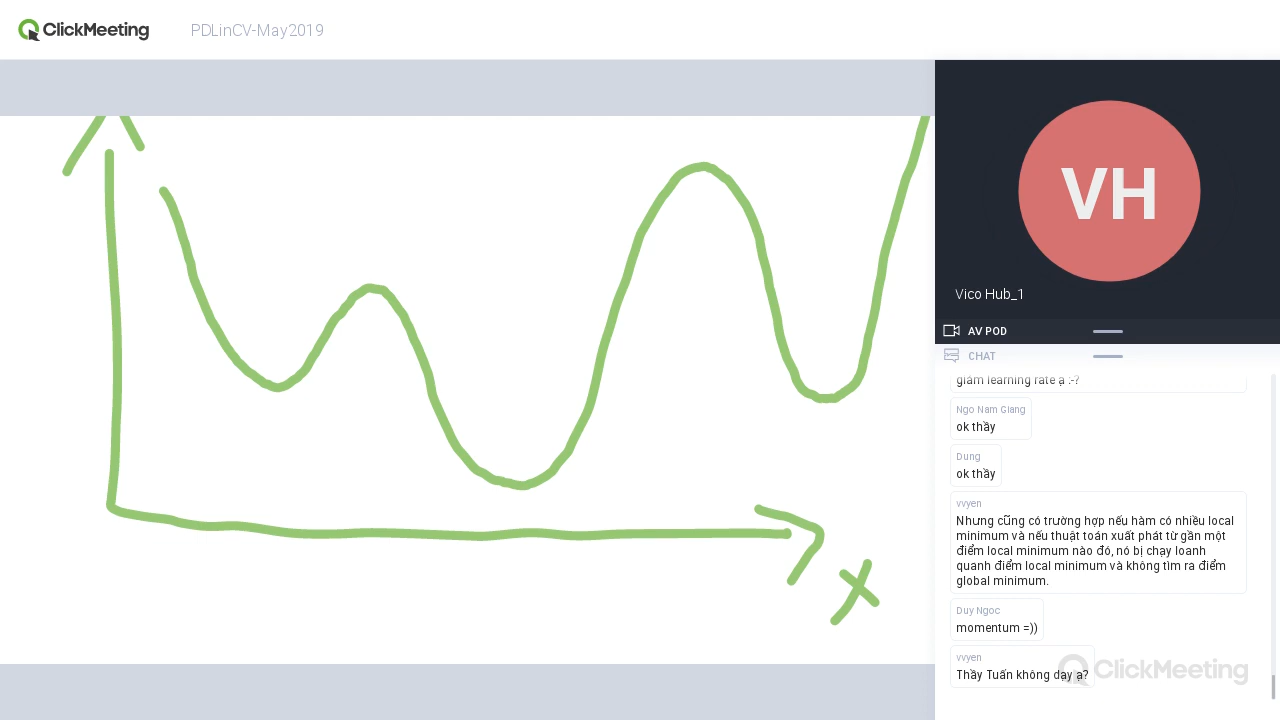 ClickMeeting
PDLinCV-May2019
VH
Vico Hub_1
AV POD
CHAT
giảm learning rate ạ :-?
Ngo Nam Giang
ok thầy
Dung
ok thầy
vvyen
Nhưng cũng có trường hợp nếu hàm có nhiều local
minimum và nếu thuật toán xuất phát từ gần một
điểm local minimum nào đó, nó bị chạy loanh
quanh điểm local minimum và không tìm ra điểm
global minimum.
Duy Ngoc
momentum =))
vvyen
Thầy Tuấn không dạy ạ?
ClickMeeting
x